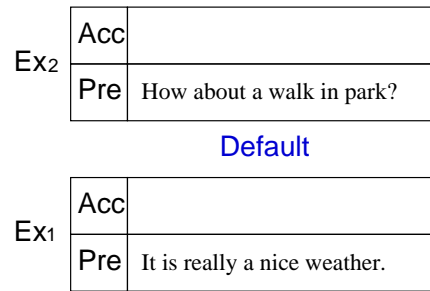 Acc
Ex2
Pre How about a walk in park?
Default
Acc
Ex1
Pre It is really a nice weather.